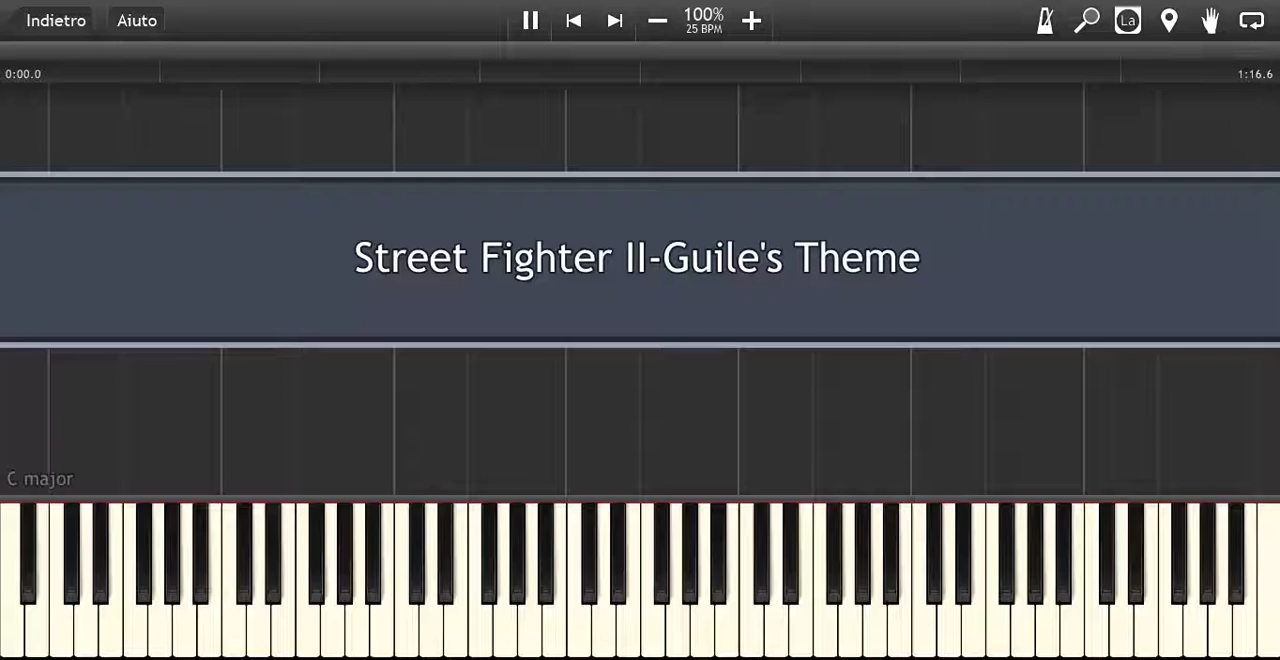 Indietro Aiuto 100%
25 BPM
La
0:00.0 1:16.6
Street Fighter II-Guile's Theme
C major